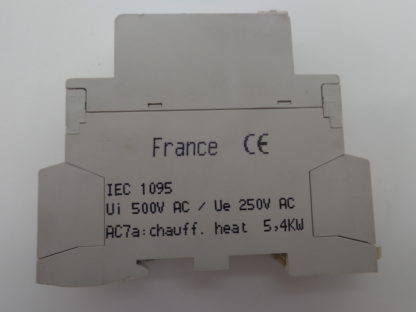 France CE
IEC 1095
Ui 500V AC / Ue 250V AC
AC7a:chauff. heat 5,4KW